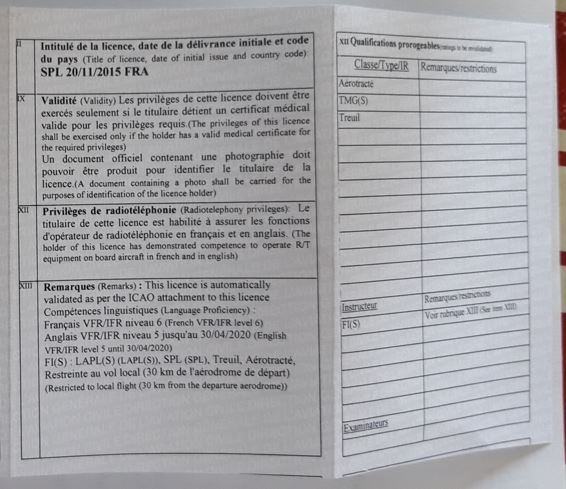 II
Intitulé de la licence, date de la délivrance initiale et code
du pays (Title of licence, date of initial issue and country code):
SPL 20/11/2015 FRA
IX
Validité (Validity) Les privilèges de cette licence doivent être
exercés seulement si le titulaire détient un certificat médical
valide pour les privilèges requis.(The privileges of this licence
shall be exercised only if the holder has a valid medical certificate for
the required privileges)
Un document officiel contenant une photographie doit
pouvoir être produit pour identifier le titulaire de la
licence.(A document containing a photo shall be carried for the
purposes of identification of the licence holder)
XII
Privilèges de radiotéléphonie (Radiotelephony privileges): Le
titulaire de cette licence est habilité à assurer les fonctions
d'opérateur de radiotéléphonie en français et en anglais. (The
holder of this licence has demonstrated competence to operate R/T
equipment on board aircraft in french and in english)
XIII
Remarques (Remarks) : This licence is automatically
validated as per the ICAO attachment to this licence
Compétences linguistiques (Language Proficiency) :
Français VFR/IFR niveau 6 (French VFR/IFR level 6)
Anglais VFR/IFR niveau 5 jusqu'au 30/04/2020 (English
VFR/IFR level 5 until 30/04/2020)
FI(S) : LAPL(S) (LAPL(S)), SPL (SPL), Treuil, Aérotracté,
Restreinte au vol local (30 km de l'aérodrome de départ)
(Restricted to local flight (30 km from the departure aerodrome))
XII Qualifications prorogeables(ratings to be revalidated)
Classe/Type/IR Remarques/restrictions
Aérotracté
TMG(S)
Treuil
Instructeur Remarques/restrictions
FI(S) Voir rubrique XIII (See item XIII)
Examinateurs